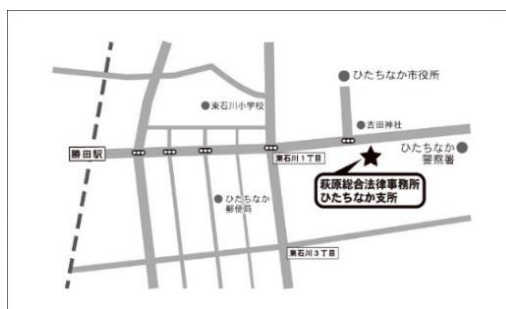 ひたちなか市役所
東石川小学校
吉田神社
勝田駅
東石川1丁目
ひたちなか
警察署
萩原総合法律事務所
ひたちなか支所
ひたちなか
郵便局
東石川3丁目